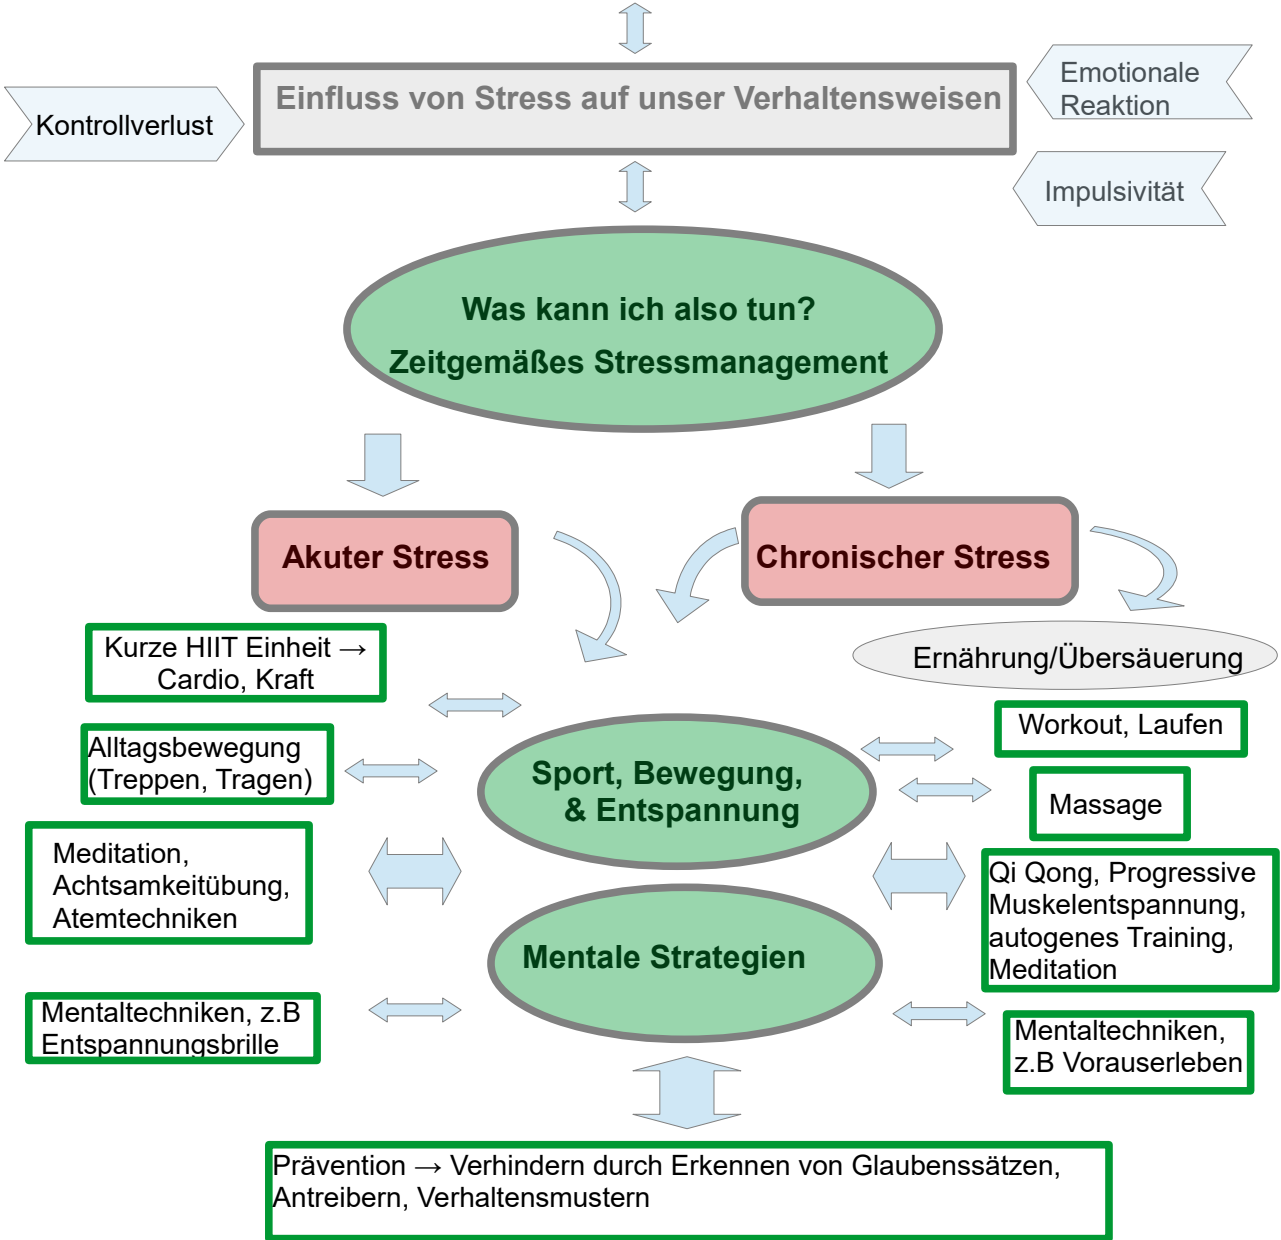 Einfluss von Stress auf unser Verhaltensweisen
Kontrollverlust
Emotionale
Reaktion
Impulsivität
Was kann ich also tun?
Zeitgemäßes Stressmanagement
Akuter Stress
Chronischer Stress
Kurze HIIT Einheit →
Cardio, Kraft
Ernährung/Übersäuerung
Alltagsbewegung
(Treppen, Tragen)
Sport, Bewegung,
& Entspannung
Workout, Laufen
Massage
Meditation,
Achtsamkeitübung,
Atemtechniken
Qi Qong, Progressive
Muskelentspannung,
autogenes Training,
Meditation
Mentale Strategien
Mentaltechniken, z.B
Entspannungsbrille
Mentaltechniken,
z.B Vorauserleben
Prävention → Verhindern durch Erkennen von Glaubenssätzen,
Antreibern, Verhaltensmustern